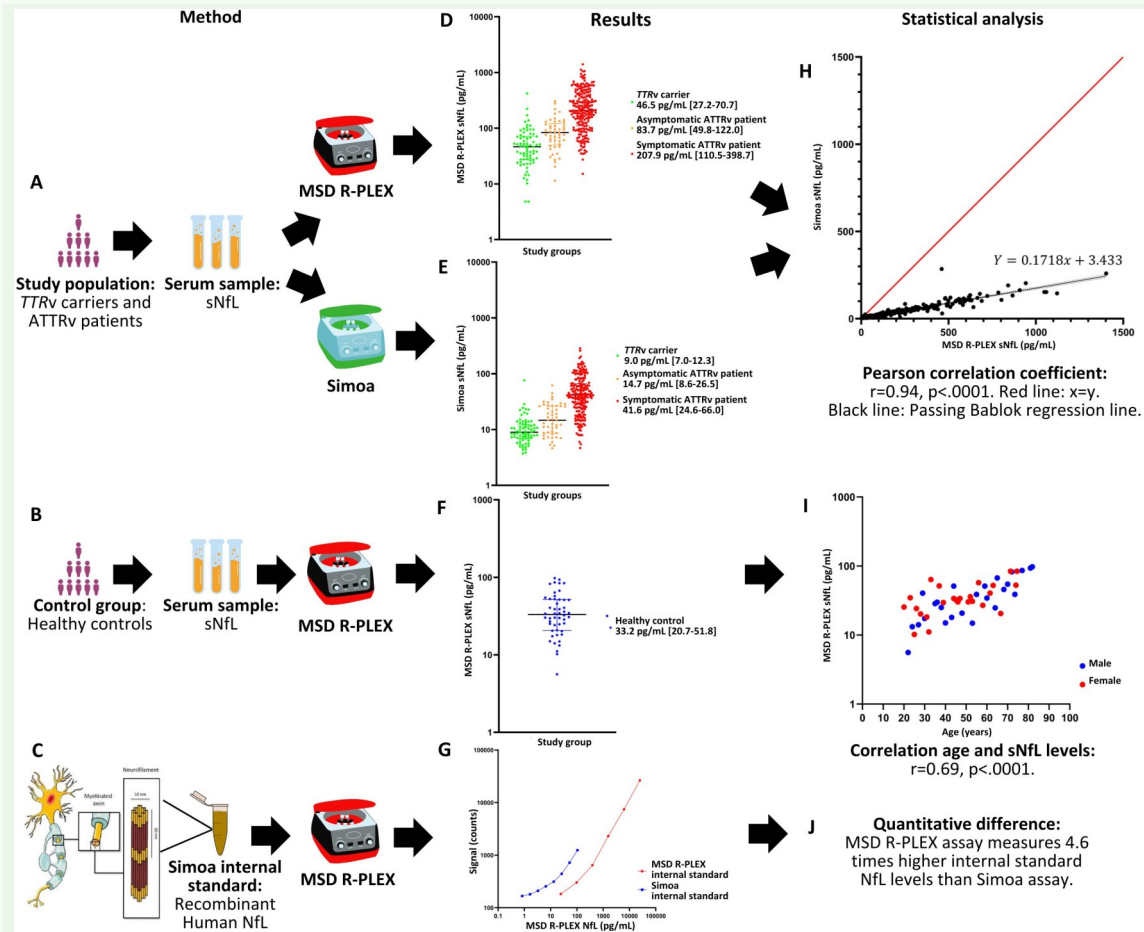 Method
Results
Statistical analysis
A
Study population:
TTRv carriers and
ATTRv patients
Serum sample:
sNfL
MSD R-PLEX
Simoa
D
MSD R-PLEX sNfL (pg/mL)
10000
1000
100
10
1
Study groups
TTRv carrier
46.5 pg/mL [27.2-70.7]
Asymptomatic ATTRv patient
83.7 pg/mL [49.8-122.0]
Symptomatic ATTRv patient
207.9 pg/mL [110.5-398.7]
E
Simoa sNfL (pg/mL)
1000
100
10
1
Study groups
TTRv carrier
9.0 pg/mL [7.0-12.3]
Asymptomatic ATTRv patient
14.7 pg/mL [8.6-26.5]
Symptomatic ATTRv patient
41.6 pg/mL [24.6-66.0]
H
Simoa sNfL (pg/mL)
1500
1000
500
0
0 500 1000 1500
MSD R-PLEX sNfL (pg/mL)
Y = 0.1718x + 3.433
Pearson correlation coefficient:
r=0.94, p<.0001. Red line: x=y.
Black line: Passing Bablok regression line.
B
Control group:
Healthy controls
Serum sample:
sNfL
MSD R-PLEX
F
MSD R-PLEX sNfL (pg/mL)
1000
100
10
1
Study group
Healthy control
33.2 pg/mL [20.7-51.8]
I
MSD R-PLEX sNfL (pg/mL)
1000
100
10
1
0 10 20 30 40 50 60 70 80 90 100
Age (years)
Male
Female
Correlation age and sNfL levels:
r=0.69, p<.0001.
C
Myelinated
axon
Neurofilament
10 nm
Simoa internal
standard:
Recombinant
Human NfL
MSD R-PLEX
G
Signal (counts)
100000
10000
1000
100
0.1 1 10 100 1000 10000 100000
MSD R-PLEX NfL (pg/mL)
MSD R-PLEX
internal standard
Simoa
internal standard
J
Quantitative difference:
MSD R-PLEX assay measures 4.6
times higher internal standard
NfL levels than Simoa assay.